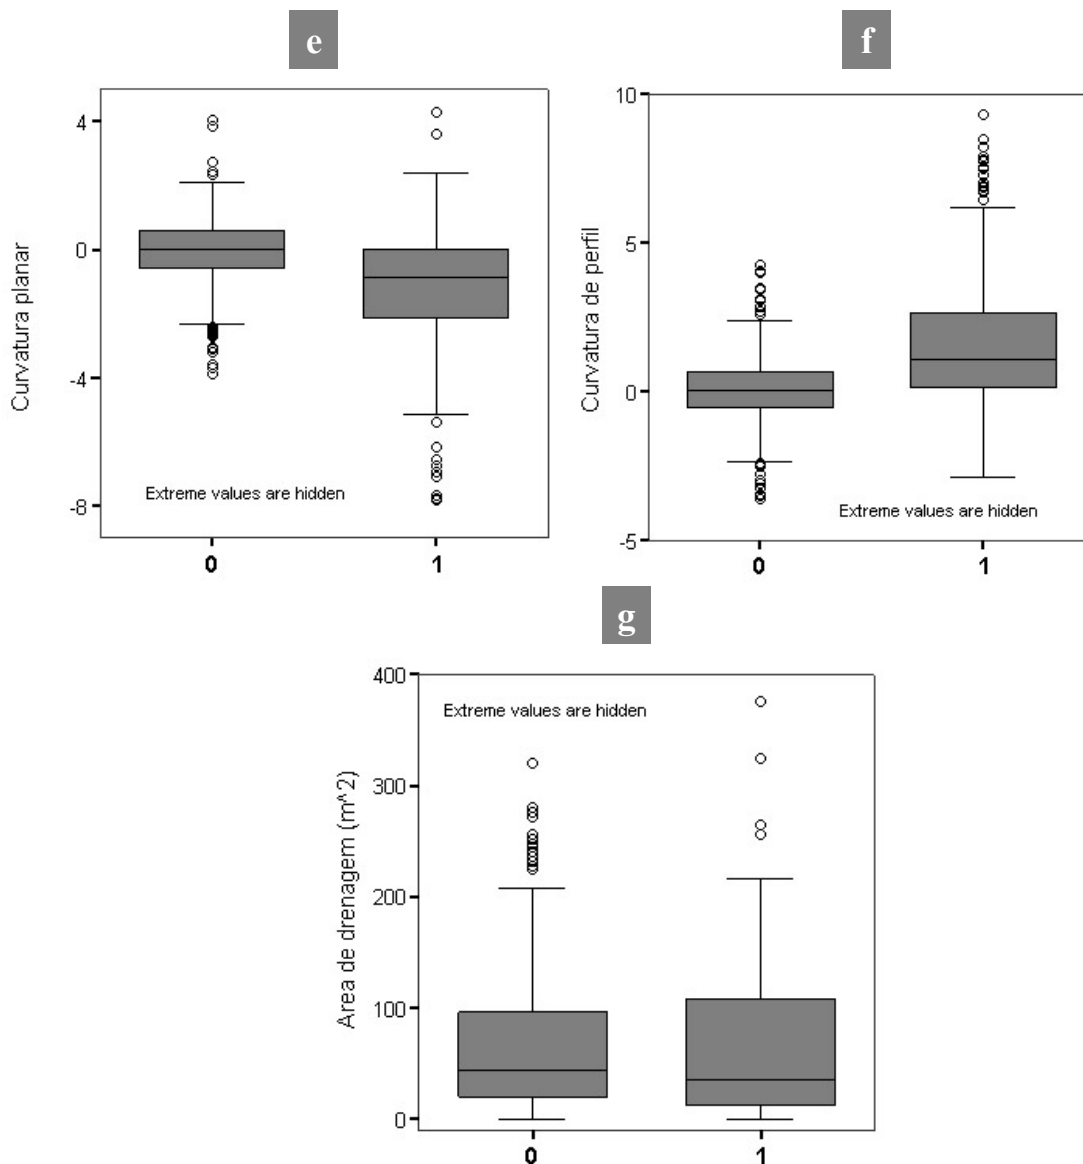 e
f
Curvatura planar
4
0
-4
-8
Extreme values are hidden
0
1
Curvatura de perfil
10
5
0
-5
Extreme values are hidden
0
1
g
Area de drenagem (m^2)
400
300
200
100
0
Extreme values are hidden
0
1